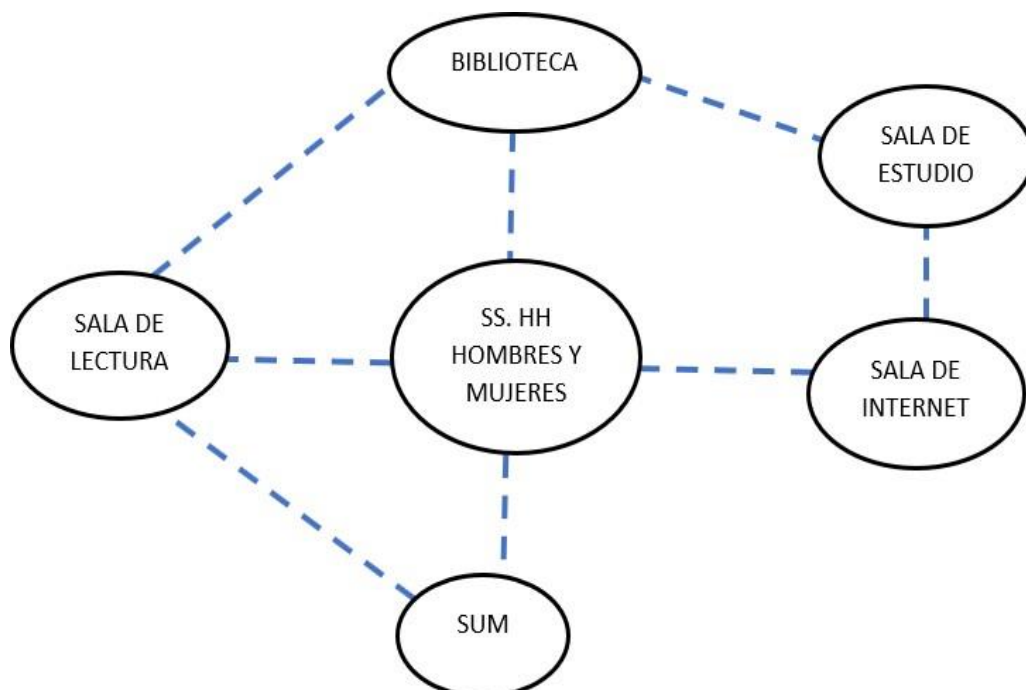 BIBLIOTECA
SALA DE
ESTUDIO
SALA DE
LECTURA
SS. HH
HOMBRES Y
MUJERES
SALA DE
INTERNET
SUM